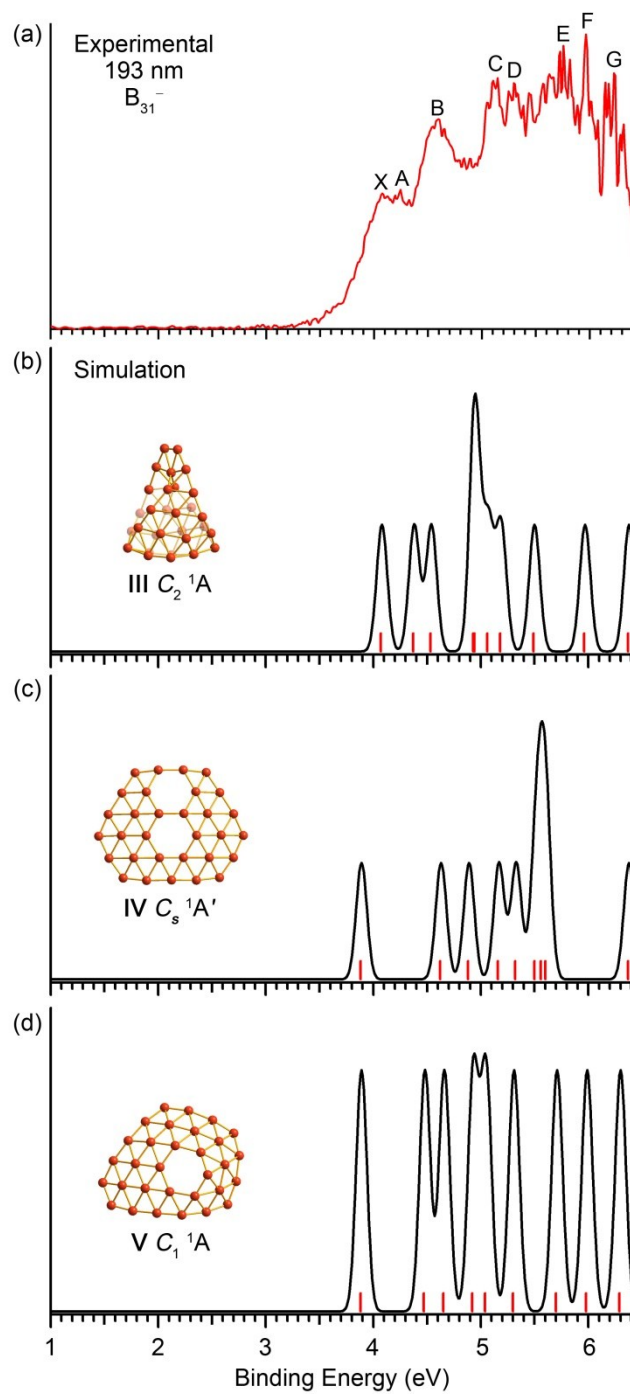 (a)
Experimental
193 nm
B₃₁⁻
X
A
B
C
D
E
F
G
(b)
Simulation
III C₂ ¹A
(c)
IV Cₛ ¹A′
(d)
V C₁ ¹A
1 2 3 4 5 6
Binding Energy (eV)